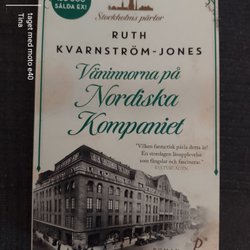 SÅLDA EX!
Stockholms pärlor
RUTH
KVARNSTRÖM-JONES
Väninnorna på
Nordiska
Kompaniet
"Vilken fantastisk pärla detta är!
En storslagen läsupplevelse
som fängslar och fascinerar."
taget med moto e40
Tina